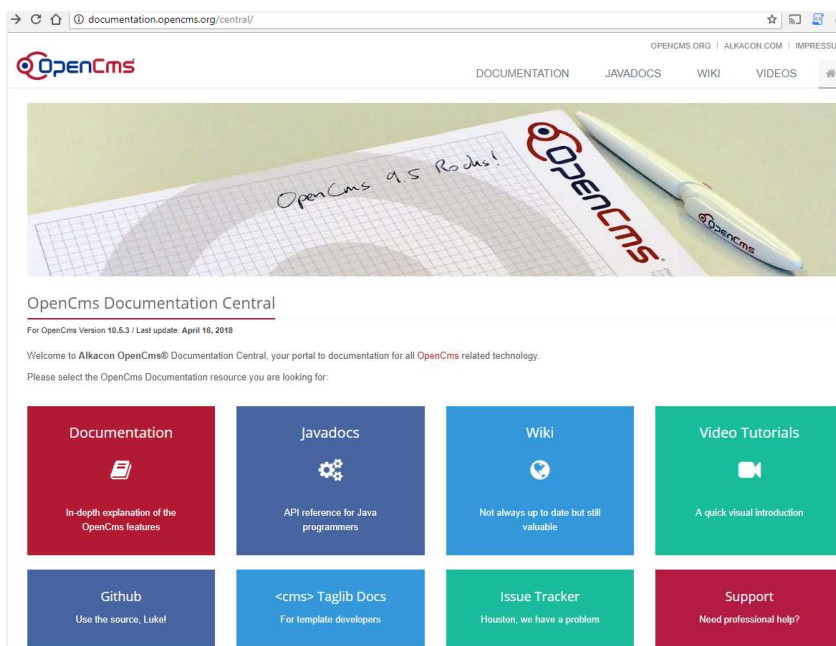 documentation.opencms.org/central/
OPENCMS.ORG | ALKACON.COM | IMPRESSU
OpenCms
DOCUMENTATION JAVADOCS WIKI VIDEOS
OpenCms 9.5 Rocks!
OpenCms
OpenCms
OpenCms Documentation Central
For OpenCms Version 10.5.3 / Last update: April 16, 2018
Welcome to Alkacon OpenCms® Documentation Central, your portal to documentation for all OpenCms related technology.
Please select the OpenCms Documentation resource you are looking for:
Documentation
In-depth explanation of the
OpenCms features
Javadocs
API reference for Java
programmers
Wiki
Not always up to date but still
valuable
Video Tutorials
A quick visual introduction
Github
Use the source, Luke!
<cms> Taglib Docs
For template developers
Issue Tracker
Houston, we have a problem
Support
Need professional help?